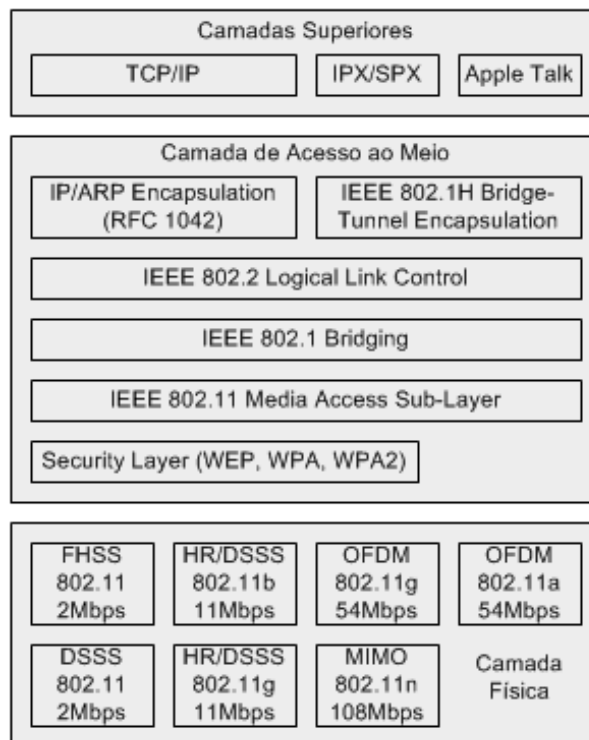 Camadas Superiores
TCP/IP
IPX/SPX
Apple Talk
Camada de Acesso ao Meio
IP/ARP Encapsulation
(RFC 1042)
IEEE 802.1H Bridge-
Tunnel Encapsulation
IEEE 802.2 Logical Link Control
IEEE 802.1 Bridging
IEEE 802.11 Media Access Sub-Layer
Security Layer (WEP, WPA, WPA2)
FHSS
802.11
2Mbps
HR/DSSS
802.11b
11Mbps
OFDM
802.11g
54Mbps
OFDM
802.11a
54Mbps
DSSS
802.11
2Mbps
HR/DSSS
802.11g
11Mbps
MIMO
802.11n
108Mbps
Camada
Física